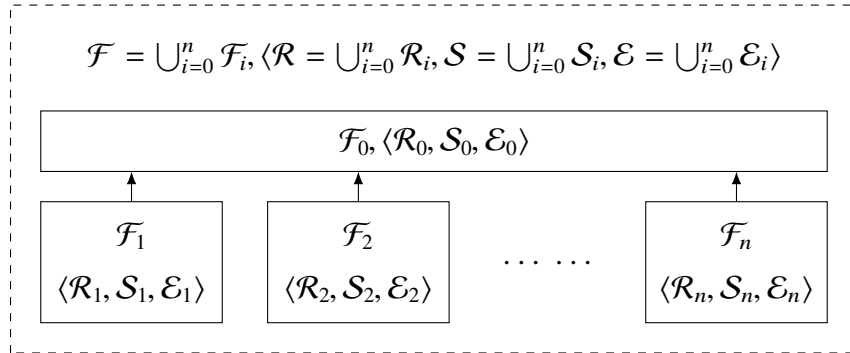 ℱ = ⋃ⁿᵢ₌₀ ℱᵢ, ⟨ℛ = ⋃ⁿᵢ₌₀ ℛᵢ, 𝒮 = ⋃ⁿᵢ₌₀ 𝒮ᵢ, ℰ = ⋃ⁿᵢ₌₀ ℰᵢ⟩
ℱ₀, ⟨ℛ₀, 𝒮₀, ℰ₀⟩
ℱ₁
⟨ℛ₁, 𝒮₁, ℰ₁⟩
ℱ₂
⟨ℛ₂, 𝒮₂, ℰ₂⟩
... ...
ℱₙ
⟨ℛₙ, 𝒮ₙ, ℰₙ⟩